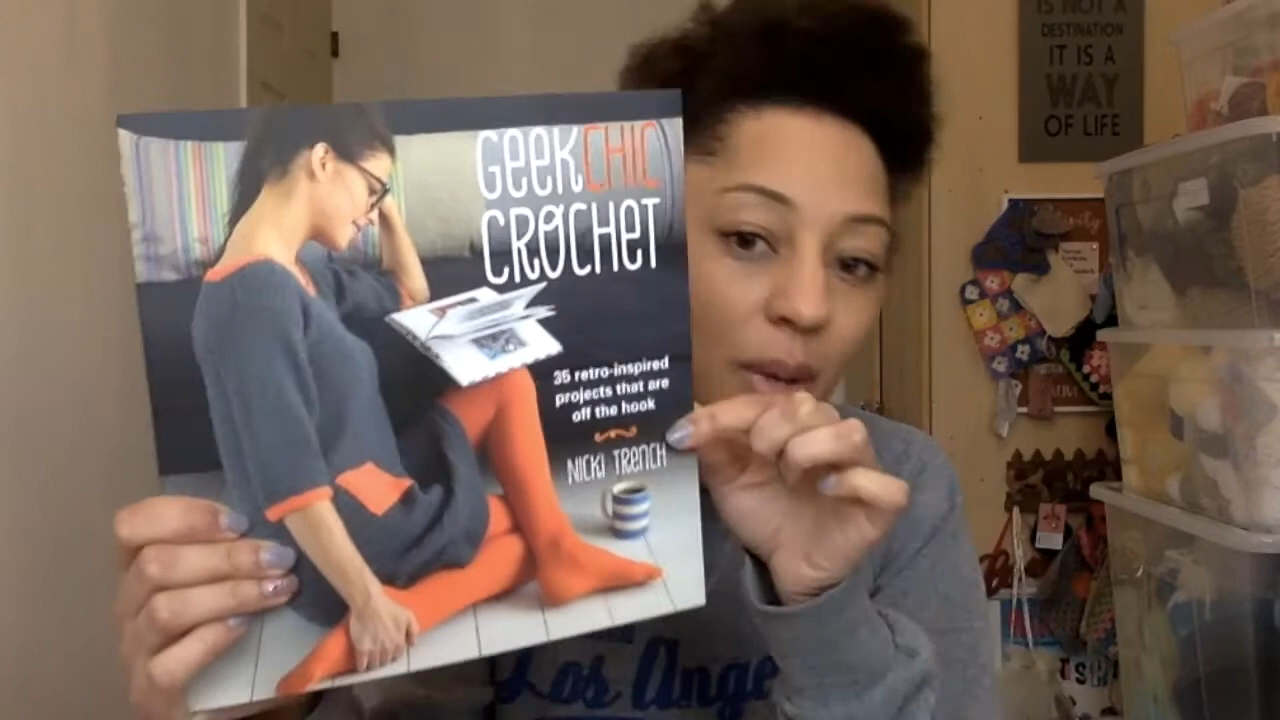 GEEK CHIC
CROCHET
35 retro-inspired
projects that are
off the hook
NICKI TRENCH
IS NOT A
DESTINATION
IT IS A
WAY
OF LIFE
Los Ange